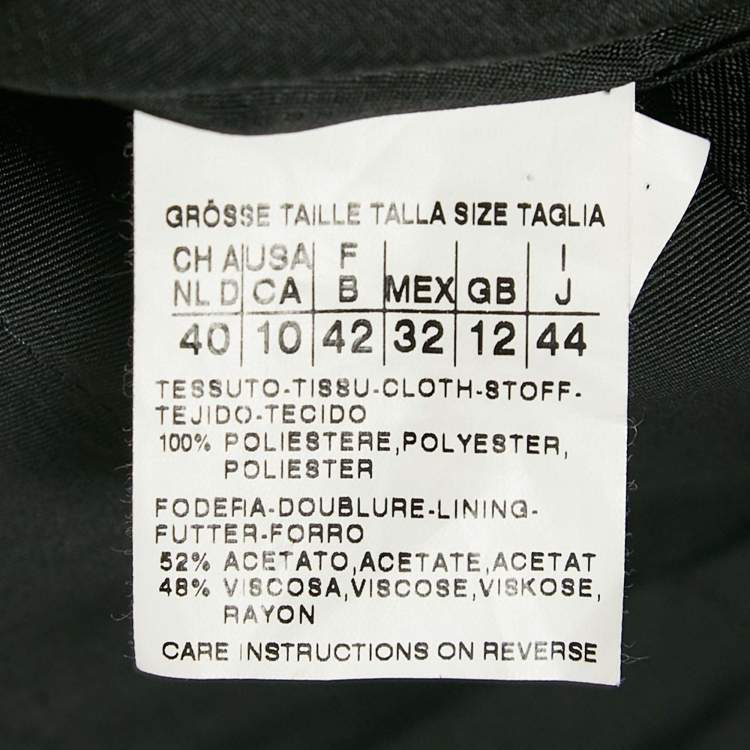 GRÖSSE TAILLE TALLA SIZE TAGLIA
CH A USA F I
NL D CA B MEX GB J
40 10 42 32 12 44
TESSUTO-TISSU-CLOTH-STOFF-
TEJIDO-TECIDO
100% POLIESTERE,POLYESTER,
POLIESTER
FODERA-DOUBLURE-LINING-
FUTTER-FORRO
52% ACETATO,ACETATE,ACETAT
48% VISCOSA,VISCOSE,VISKOSE,
RAYON
CARE INSTRUCTIONS ON REVERSE